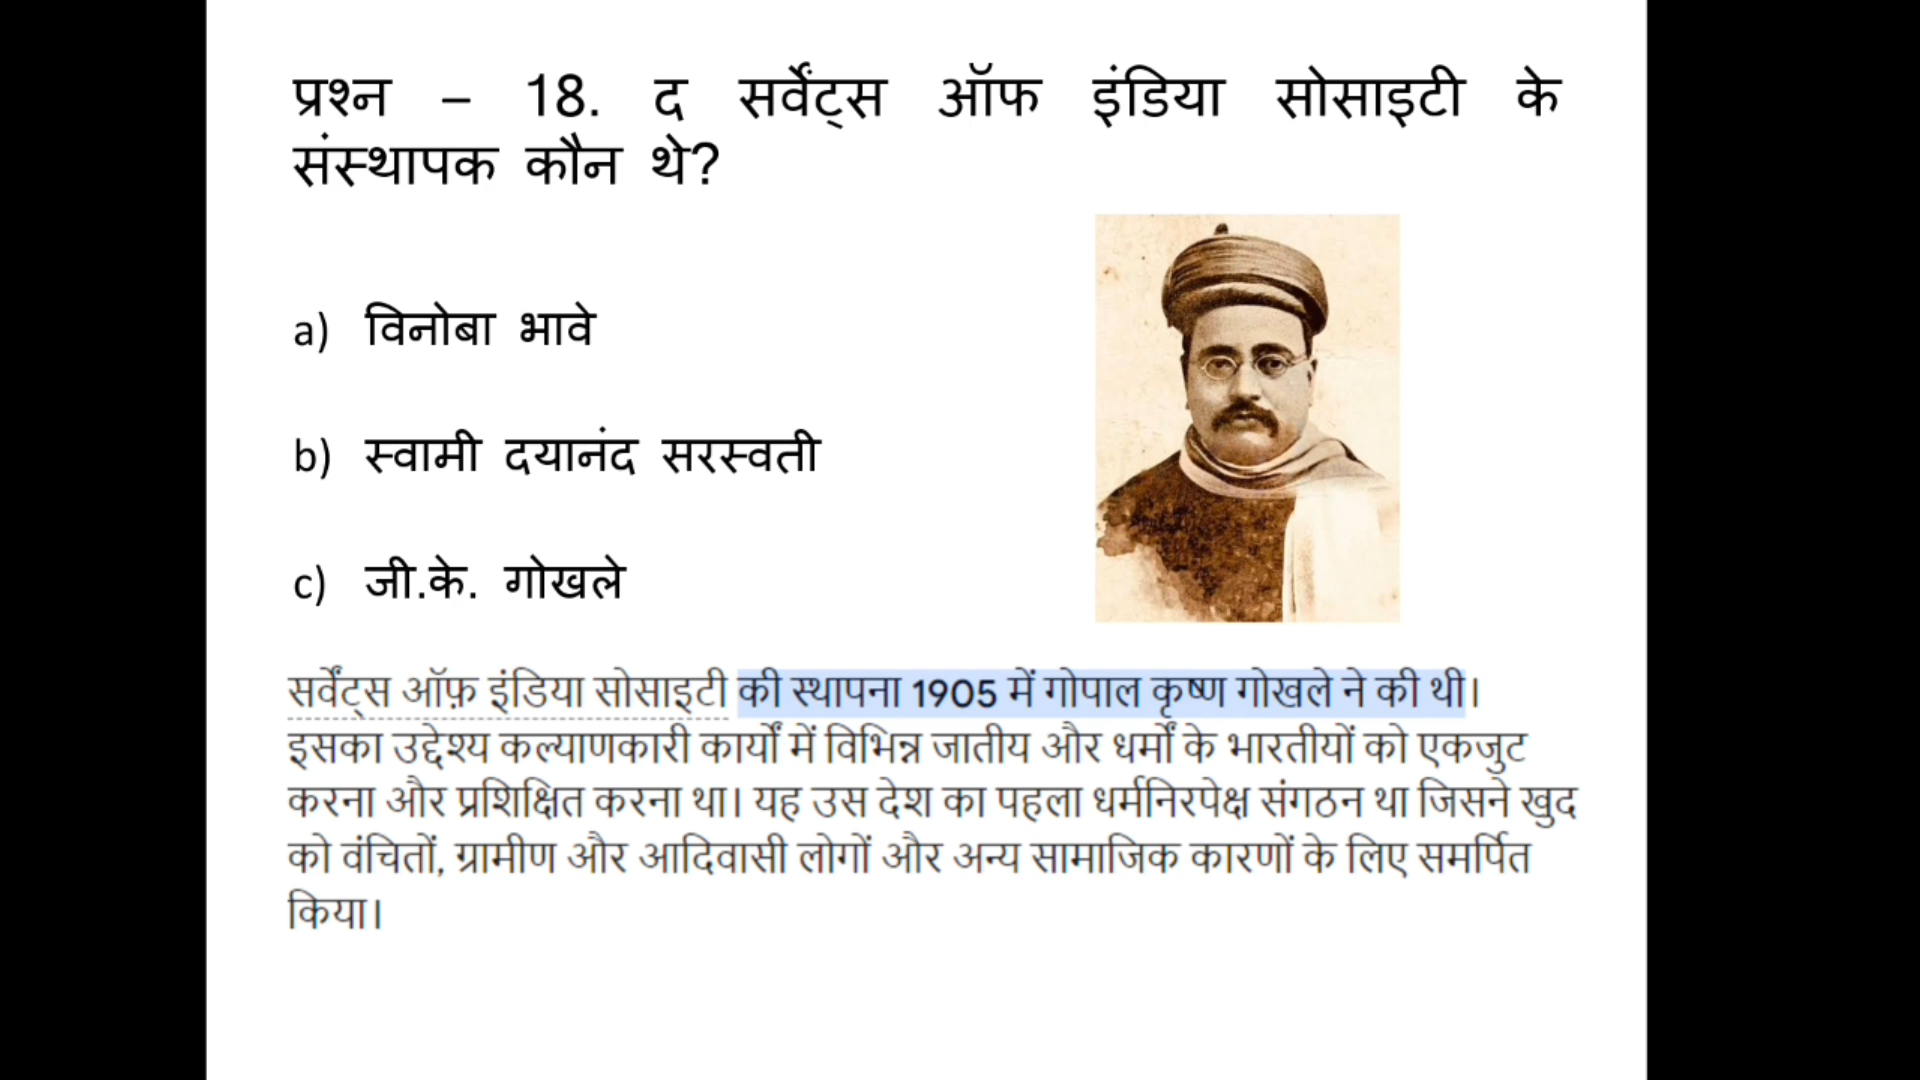 प्रश्न – 18. द सर्वेंट्स ऑफ इंडिया सोसाइटी के
संस्थापक कौन थे?
a) विनोबा भावे
b) स्वामी दयानंद सरस्वती
c) जी.के. गोखले
सर्वेंट्स ऑफ़ इंडिया सोसाइटी की स्थापना 1905 में गोपाल कृष्ण गोखले ने की थी।
इसका उद्देश्य कल्याणकारी कार्यों में विभिन्न जातीय और धर्मों के भारतीयों को एकजुट
करना और प्रशिक्षित करना था। यह उस देश का पहला धर्मनिरपेक्ष संगठन था जिसने खुद
को वंचितों, ग्रामीण और आदिवासी लोगों और अन्य सामाजिक कारणों के लिए समर्पित
किया।